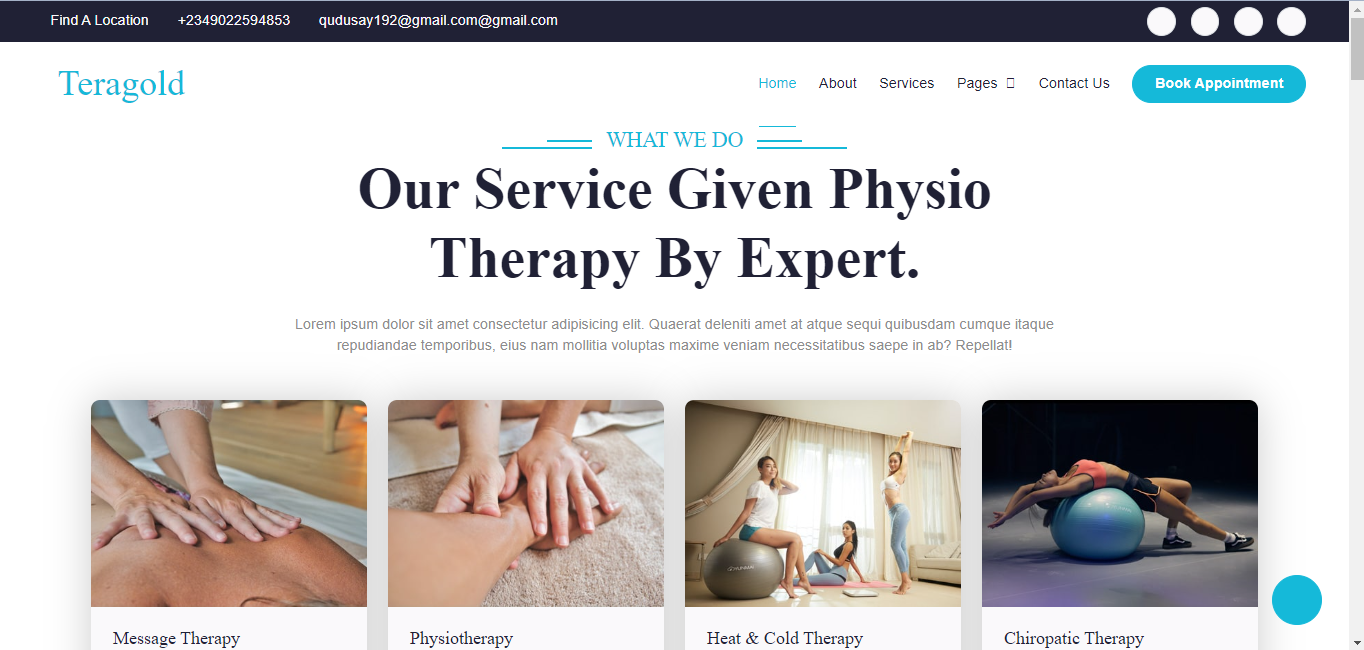 Find A Location +2349022594853 qudusay192@gmail.com@gmail.com
Teragold
Home About Services Pages Contact Us Book Appointment
WHAT WE DO
Our Service Given Physio
Therapy By Expert.
Lorem ipsum dolor sit amet consectetur adipisicing elit. Quaerat deleniti amet at atque sequi quibusdam cumque itaque
repudiandae temporibus, eius nam mollitia voluptas maxime veniam necessitatibus saepe in ab? Repellat!
Message Therapy Physiotherapy Heat & Cold Therapy Chiropatic Therapy